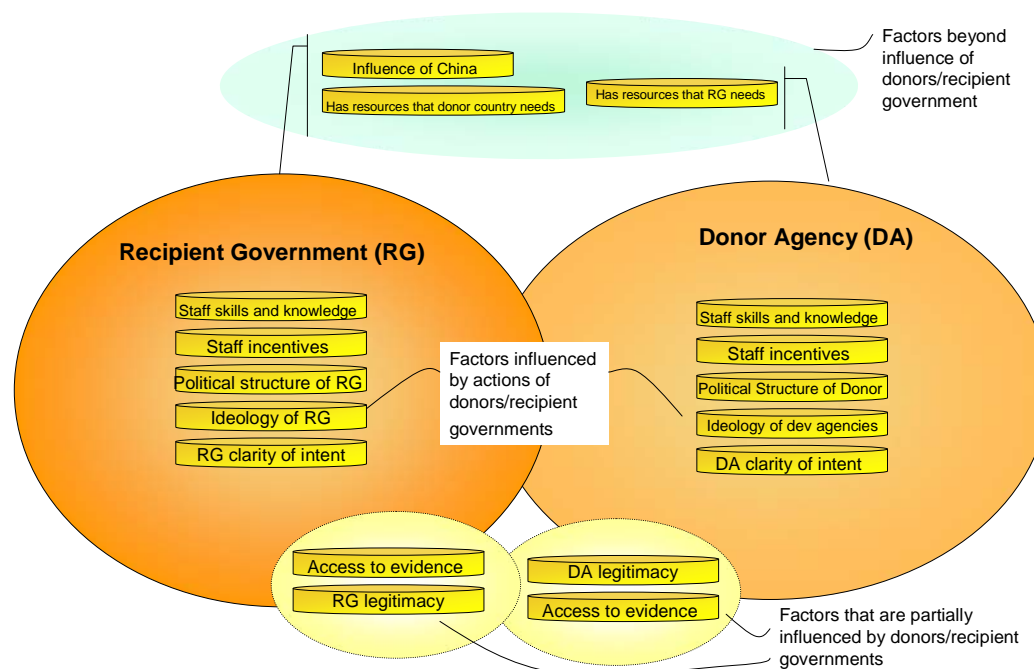 Factors beyond
influence of
donors/recipient
government
Influence of China
Has resources that donor country needs
Has resources that RG needs
Recipient Government (RG)
Staff skills and knowledge
Staff incentives
Political structure of RG
Ideology of RG
RG clarity of intent
Factors influenced
by actions of
donors/recipient
governments
Donor Agency (DA)
Staff skills and knowledge
Staff incentives
Political Structure of Donor
Ideology of dev agencies
DA clarity of intent
Access to evidence
RG legitimacy
DA legitimacy
Access to evidence
Factors that are partially
influenced by donors/recipient
governments